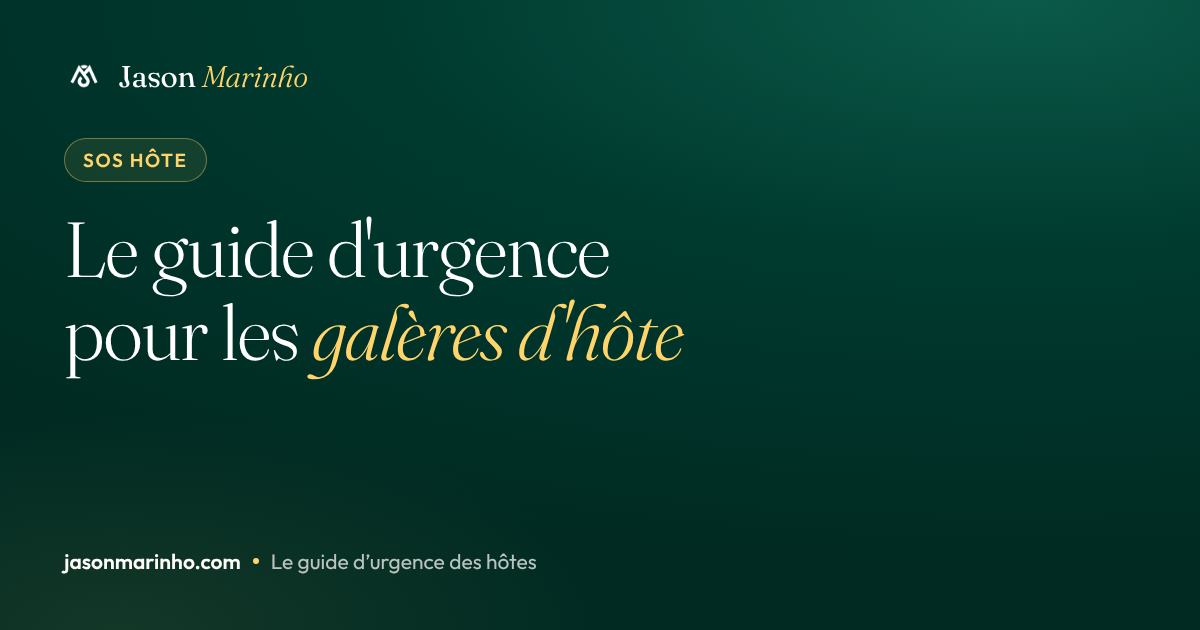 Jason Marinho
SOS HÔTE
Le guide d'urgence
pour les galères d'hôte
jasonmarinho.com • Le guide d’urgence des hôtes